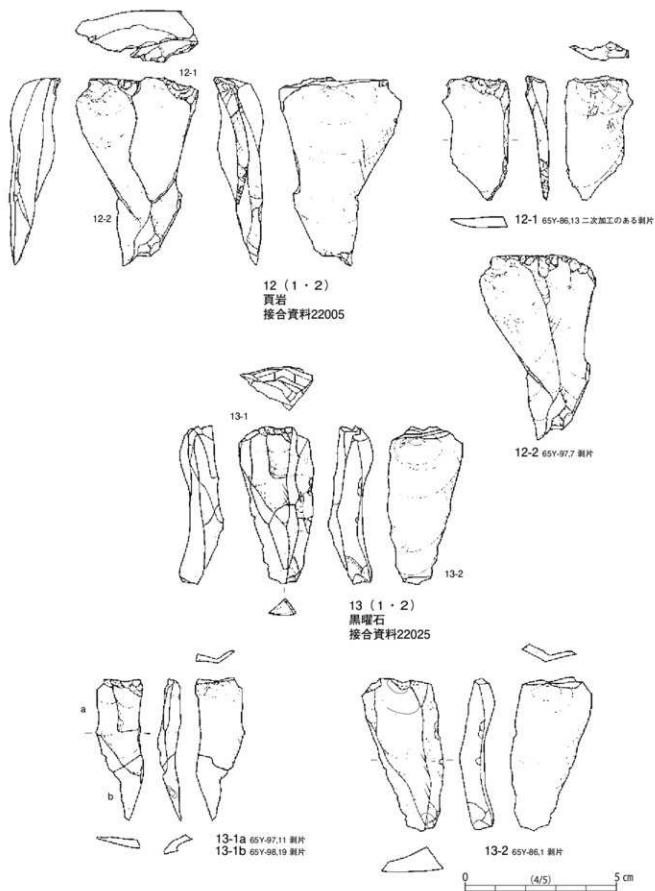 12-1
12-2
12（1・2）
頁岩
接合資料22005
12-1 65Y-86,13 二次加工のある剥片
12-2 65Y-97,7 剥片
13-1
13-2
13（1・2）
黒曜石
接合資料22025
a
b
13-1a 65Y-97,11 剥片
13-1b 65Y-98,19 剥片
13-2 65Y-86,1 剥片
0 (4/5) 5 cm